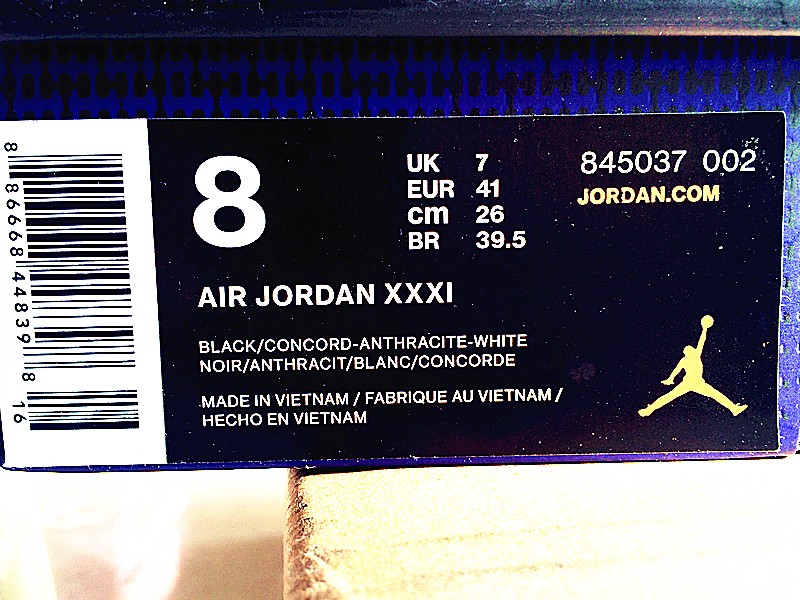 8
UK 7
EUR 41
cm 26
BR 39.5
845037 002
JORDAN.COM
AIR JORDAN XXXI
BLACK/CONCORD-ANTHRACITE-WHITE
NOIR/ANTHRACIT/BLANC/CONCORDE
MADE IN VIETNAM / FABRIQUE AU VIETNAM /
HECHO EN VIETNAM
8 86668 44839 8 16